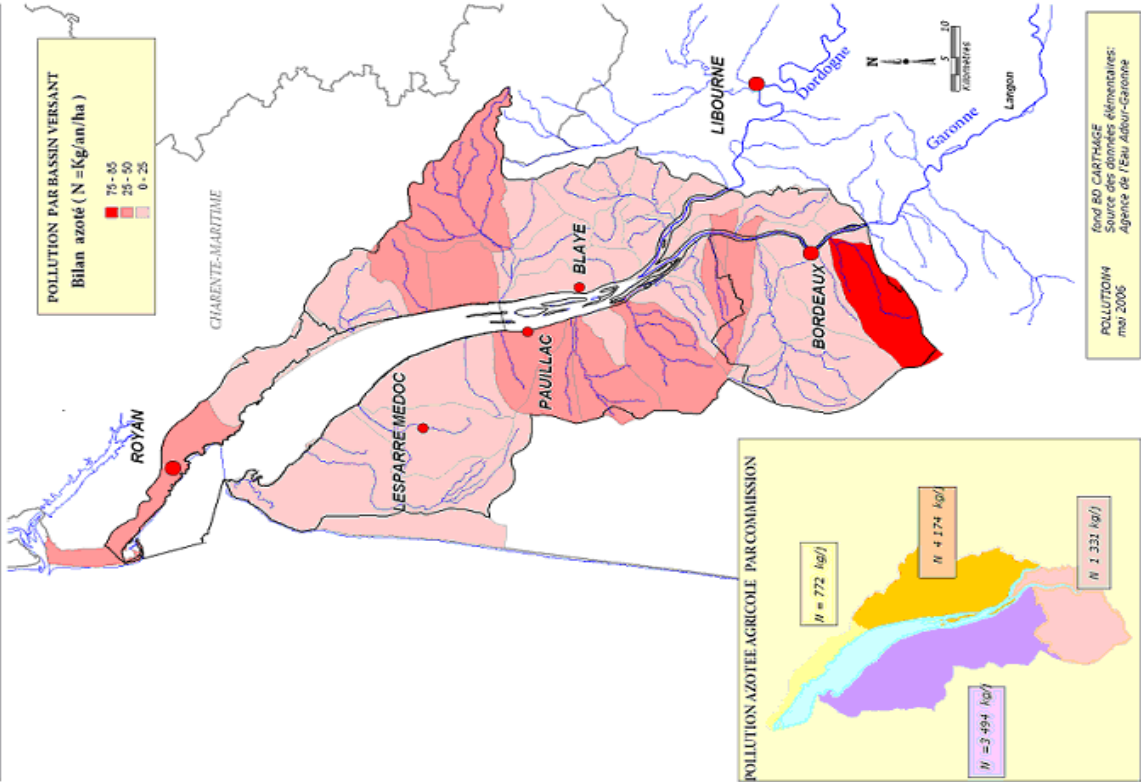 POLLUTION PAR BASSIN VERSANT
Bilan azoté ( N =Kg/an/ha )
75 - 85
25 - 50
0 - 25
CHARENTE-MARITIME
ROYAN
LESPARRE MEDOC
PAUILLAC
BLAYE
LIBOURNE
Dordogne
BORDEAUX
Garonne
Langon
N
0 5 10
Kilomètres
POLLUTION4
mai 2006
fond BD CARTHAGE
Source des données élémentaires:
Agence de l'Eau Adour-Garonne
POLLUTION AZOTEE AGRICOLE PAR COMMISSION
N = 772 kg/j
N 4 174 kg/j
N =3 494 kg/j
N 1 331 kg/j